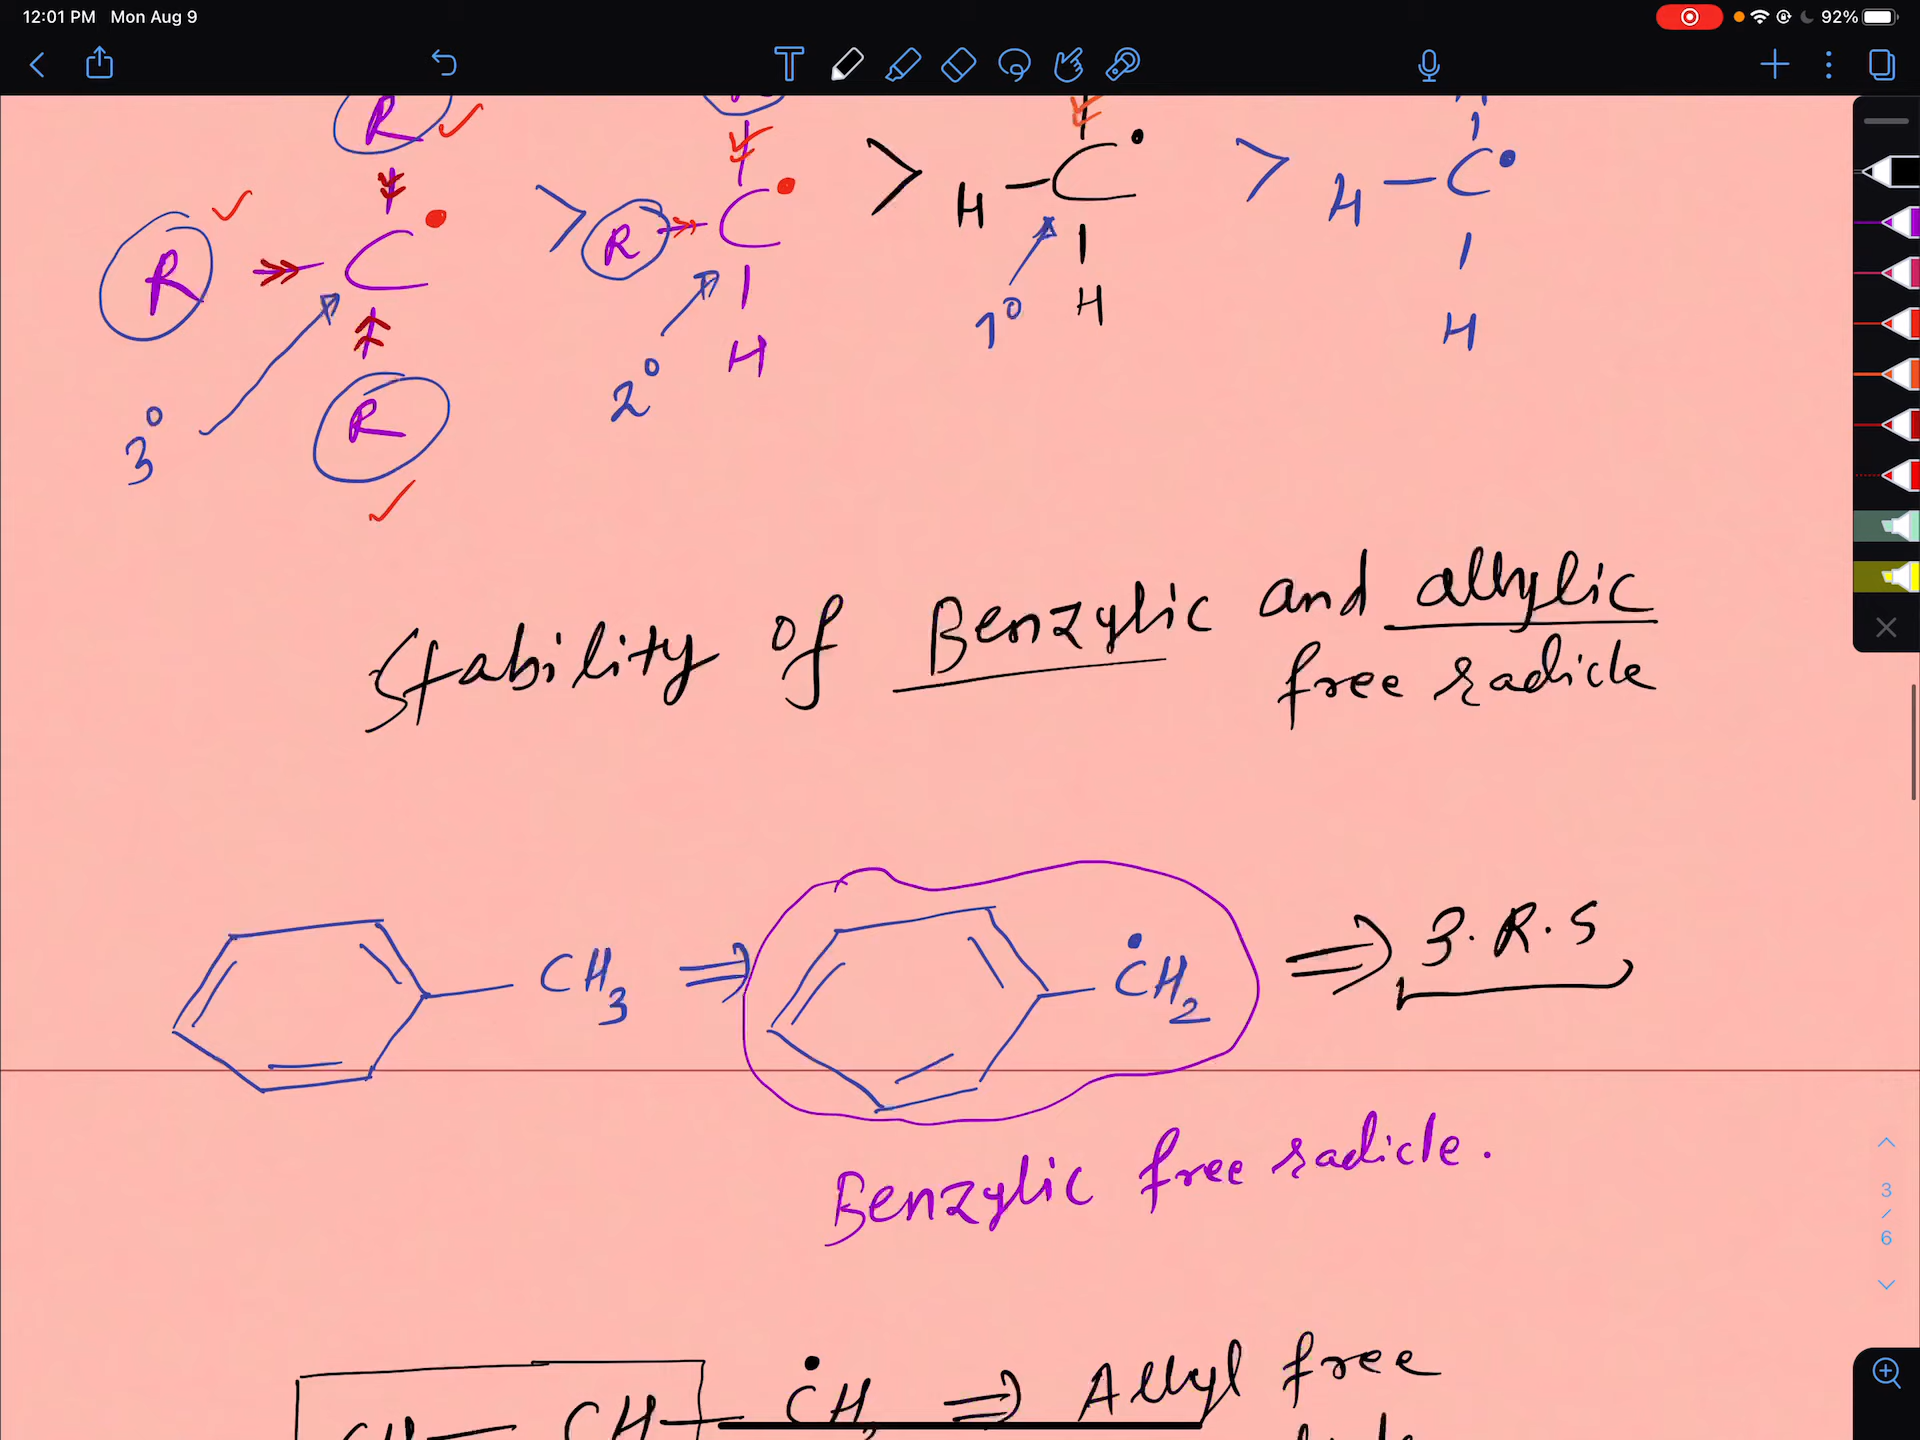 12:01 PM Mon Aug 9 92%
R
R > R C > H C > H C
R
H H H
3° 2° 1°
Stability of Benzylic and allylic
free radicle
CH3 ⇒ CH2 ⇒ 3.R.S
Benzylic free radicle.
3
/
6
CH CH ⇒ Allyl free